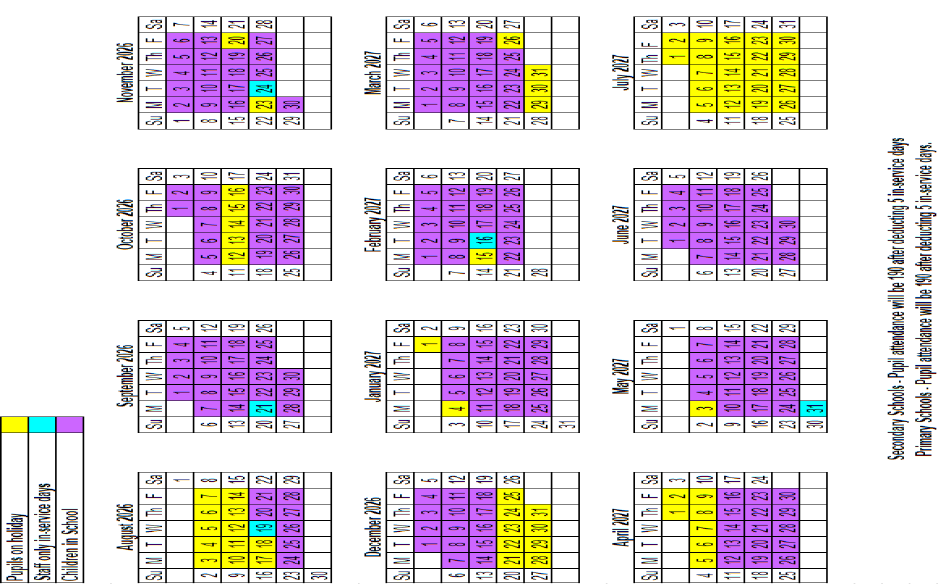 Pupils on holiday
Staff only in-service days
Children in School
August 2026
Su M T W Th F Sa
1
2 3 4 5 6 7 8
9 10 11 12 13 14 15
16 17 18 19 20 21 22
23 24 25 26 27 28 29
30
September 2026
Su M T W Th F Sa
1 2 3 4 5
6 7 8 9 10 11 12
13 14 15 16 17 18 19
20 21 22 23 24 25 26
27 28 29 30
October 2026
Su M T W Th F Sa
1 2 3
4 5 6 7 8 9 10
11 12 13 14 15 16 17
18 19 20 21 22 23 24
25 26 27 28 29 30 31
November 2026
Su M T W Th F Sa
1 2 3 4 5 6 7
8 9 10 11 12 13 14
15 16 17 18 19 20 21
22 23 24 25 26 27 28
29 30
December 2026
Su M T W Th F Sa
1 2 3 4 5
6 7 8 9 10 11 12
13 14 15 16 17 18 19
20 21 22 23 24 25 26
27 28 29 30 31
January 2027
Su M T W Th F Sa
1 2
3 4 5 6 7 8 9
10 11 12 13 14 15 16
17 18 19 20 21 22 23
24 25 26 27 28 29 30
31
February 2027
Su M T W Th F Sa
1 2 3 4 5 6
7 8 9 10 11 12 13
14 15 16 17 18 19 20
21 22 23 24 25 26 27
28
March 2027
Su M T W Th F Sa
1 2 3 4 5 6
7 8 9 10 11 12 13
14 15 16 17 18 19 20
21 22 23 24 25 26 27
28 29 30 31
April 2027
Su M T W Th F Sa
1 2 3
4 5 6 7 8 9 10
11 12 13 14 15 16 17
18 19 20 21 22 23 24
25 26 27 28 29 30
May 2027
Su M T W Th F Sa
1
2 3 4 5 6 7 8
9 10 11 12 13 14 15
16 17 18 19 20 21 22
23 24 25 26 27 28 29
30 31
June 2027
Su M T W Th F Sa
1 2 3 4 5
6 7 8 9 10 11 12
13 14 15 16 17 18 19
20 21 22 23 24 25 26
27 28 29 30
July 2027
Su M T W Th F Sa
1 2 3
4 5 6 7 8 9 10
11 12 13 14 15 16 17
18 19 20 21 22 23 24
25 26 27 28 29 30 31
Secondary Schools - Pupil attendance will be 190 after deducting 5 in-service days
Primary Schools - Pupil attendance will be 190 after deducting 5 in-service days.